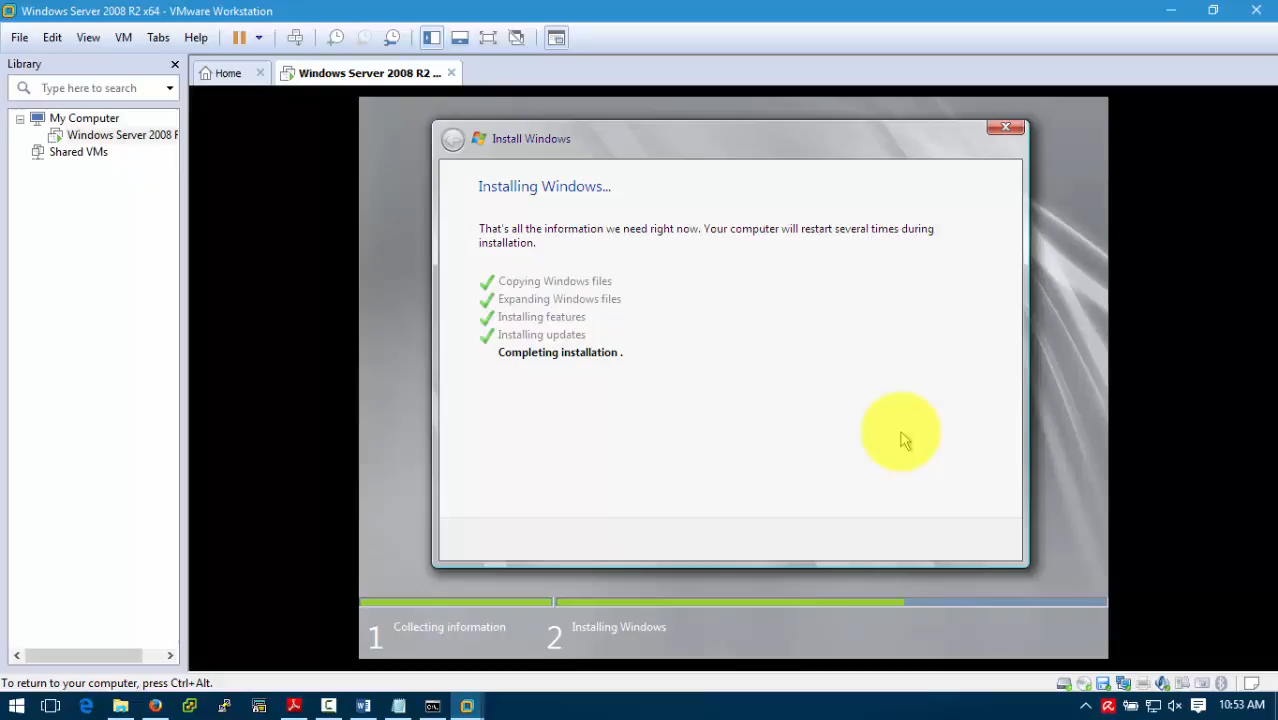 Windows Server 2008 R2 x64 - VMware Workstation
File Edit View VM Tabs Help
Library
Type here to search
My Computer
Windows Server 2008 R
Shared VMs
Home
Windows Server 2008 R2 ...
Install Windows
Installing Windows...
That's all the information we need right now. Your computer will restart several times during
installation.
Copying Windows files
Expanding Windows files
Installing features
Installing updates
Completing installation .
1 Collecting information
2 Installing Windows
To return to your computer, press Ctrl+Alt.
10:53 AM